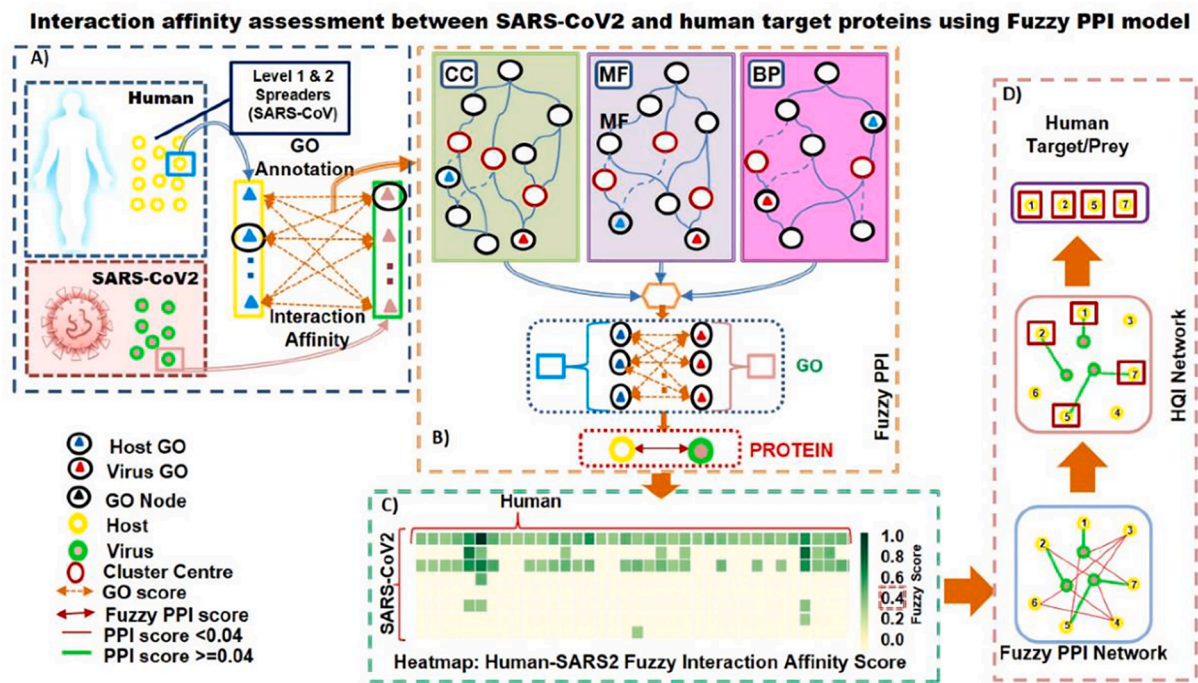 Interaction affinity assessment between SARS-CoV2 and human target proteins using Fuzzy PPI model
A)
Human
Level 1 & 2
Spreaders
(SARS-CoV)
GO
Annotation
SARS-CoV2
Interaction
Affinity
Host GO
Virus GO
GO Node
Host
Virus
Cluster Centre
GO score
Fuzzy PPI score
PPI score <0.04
PPI score >=0.04
CC
MF
MF
BP
GO
Fuzzy PPI
B)
PROTEIN
C)
Human
SARS-CoV2
1.0
0.8
0.6
0.4
0.2
0.0
Fuzzy Score
Heatmap: Human-SARS2 Fuzzy Interaction Affinity Score
D)
Human
Target/Prey
1 2 5 7
HQI Network
1
2
3
7
6
5
4
1
2
3
7
6
5
4
Fuzzy PPI Network